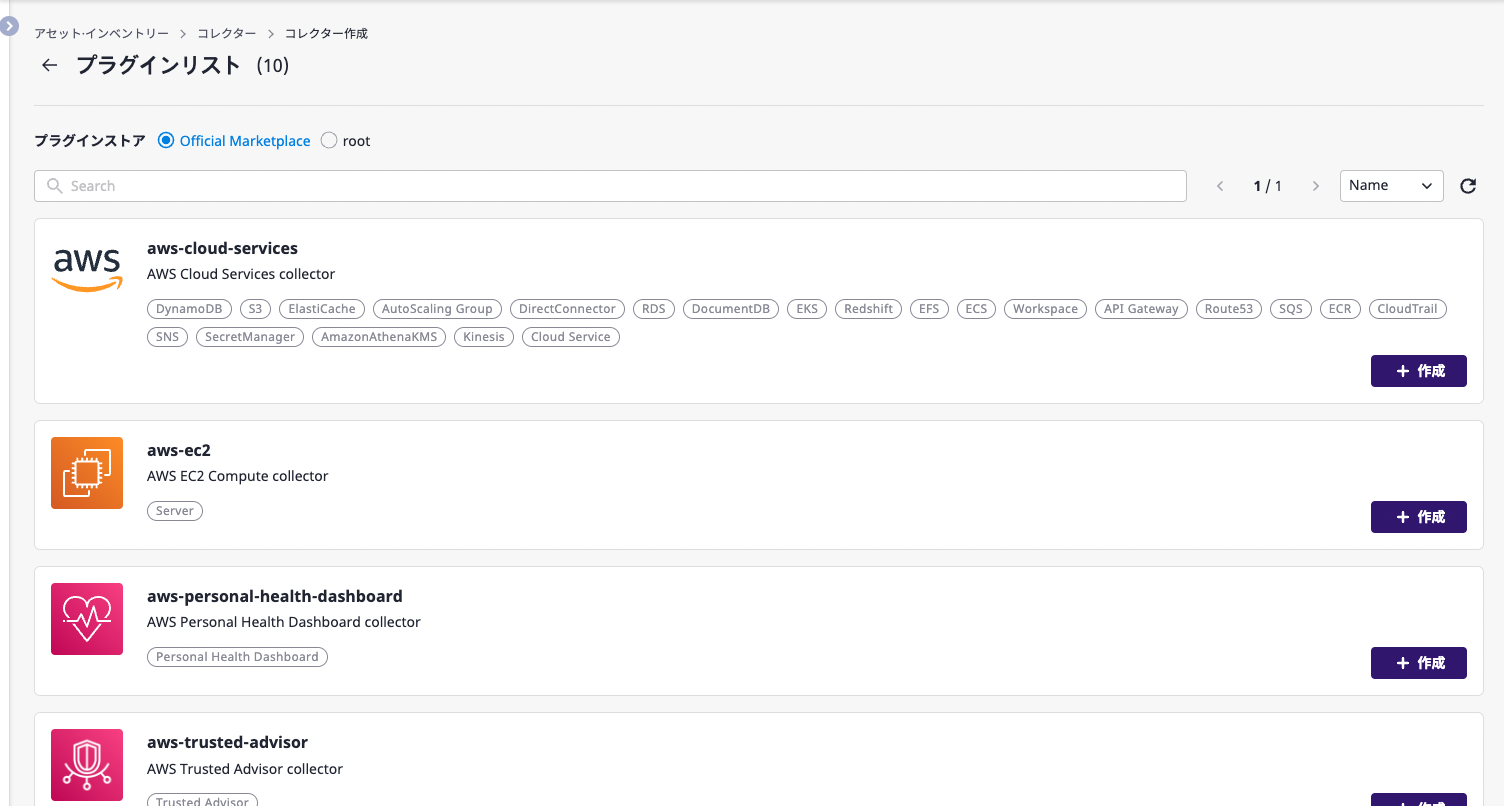 アセット·インベントリー > コレクター > コレクター作成
← プラグインリスト (10)
プラグインストア Official Marketplace root
Search < 1 / 1 > Name
aws
aws-cloud-services
AWS Cloud Services collector
DynamoDB S3 ElastiCache AutoScaling Group DirectConnector RDS DocumentDB EKS Redshift EFS ECS Workspace API Gateway Route53 SQS ECR CloudTrail
SNS SecretManager AmazonAthenaKMS Kinesis Cloud Service
+ 作成
aws-ec2
AWS EC2 Compute collector
Server
+ 作成
aws-personal-health-dashboard
AWS Personal Health Dashboard collector
Personal Health Dashboard
+ 作成
aws-trusted-advisor
AWS Trusted Advisor collector
Trusted Advisor
+ 作成